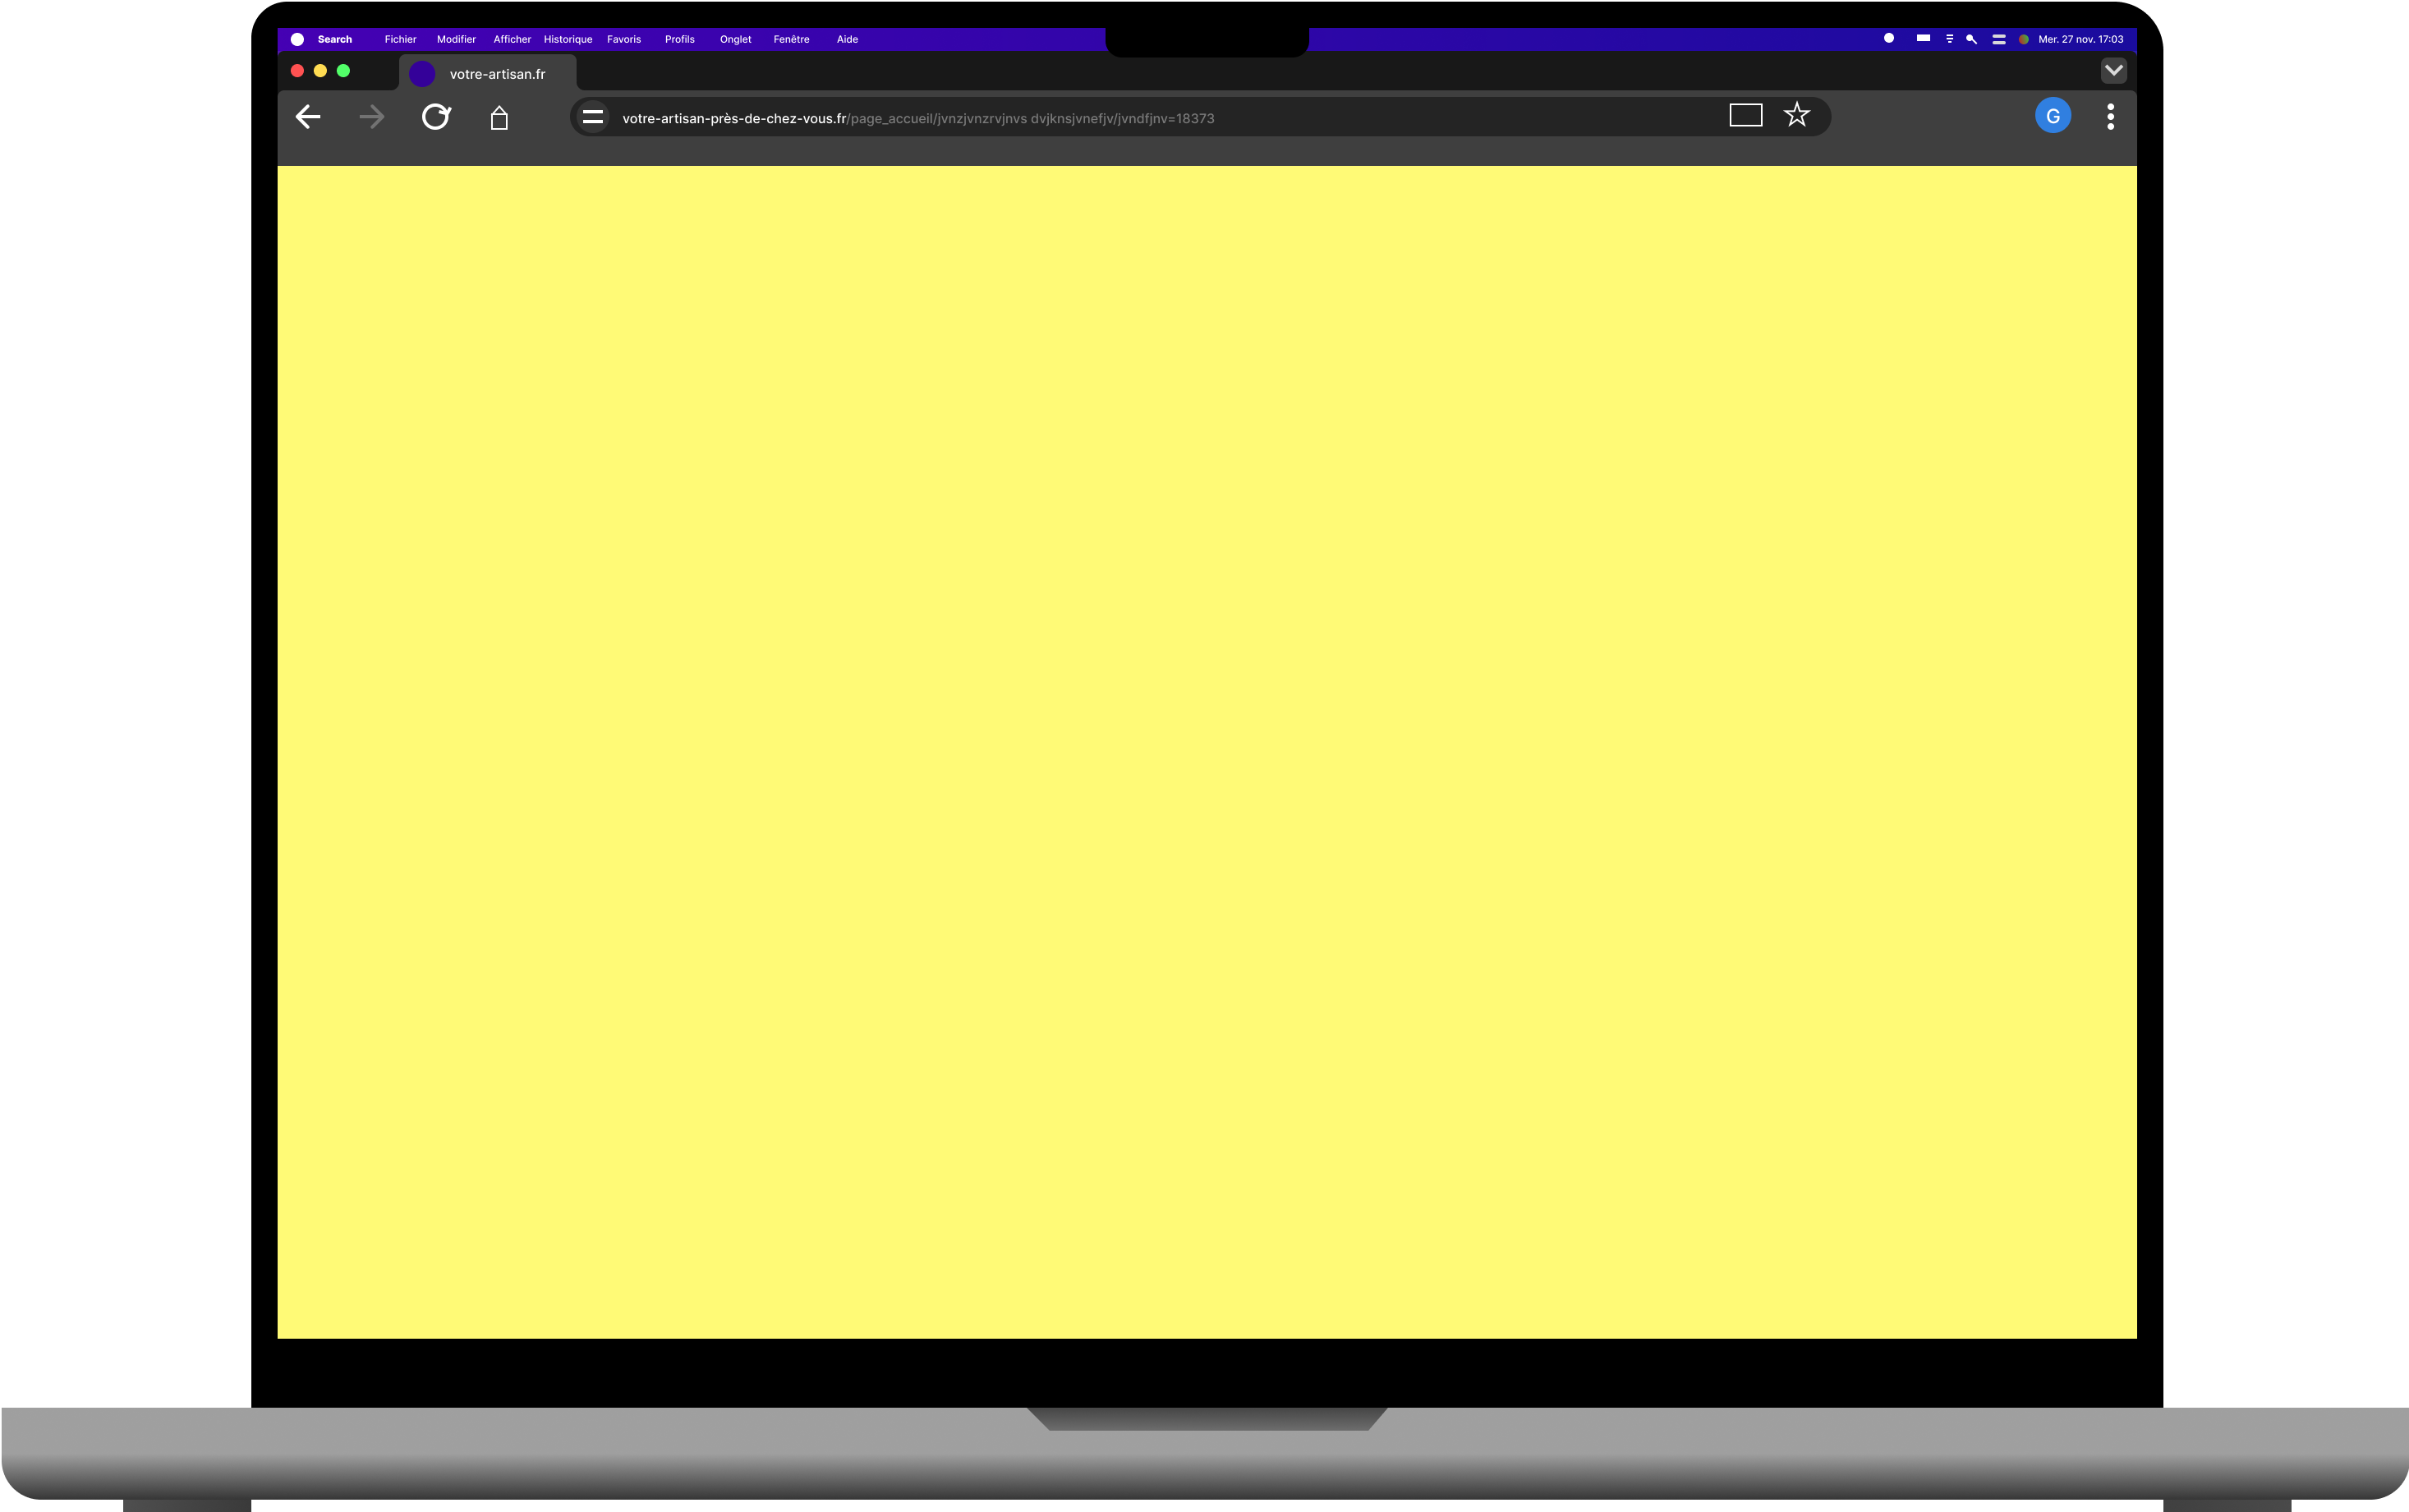 Search Fichier Modifier Afficher Historique Favoris Profils Onglet Fenêtre Aide Mer. 27 nov. 17:03
votre-artisan.fr
votre-artisan-près-de-chez-vous.fr/page_accueil/jvnzjvnzrvjnvs dvjknsjvnefjv/jvndfjnv=18373 G